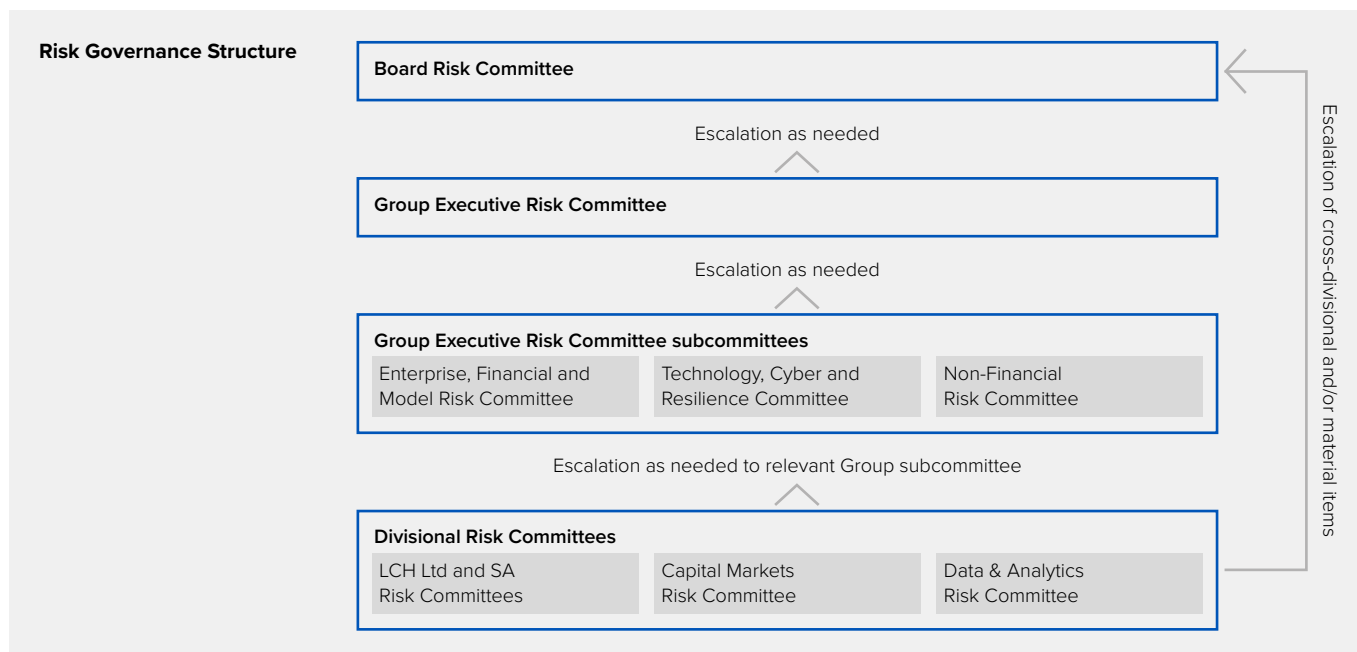 Risk Governance Structure
Board Risk Committee
Escalation as needed
Group Executive Risk Committee
Escalation as needed
Group Executive Risk Committee subcommittees
Enterprise, Financial and
Model Risk Committee
Technology, Cyber and
Resilience Committee
Non-Financial
Risk Committee
Escalation as needed to relevant Group subcommittee
Divisional Risk Committees
LCH Ltd and SA
Risk Committees
Capital Markets
Risk Committee
Data & Analytics
Risk Committee
Escalation of cross-divisional and/or material items